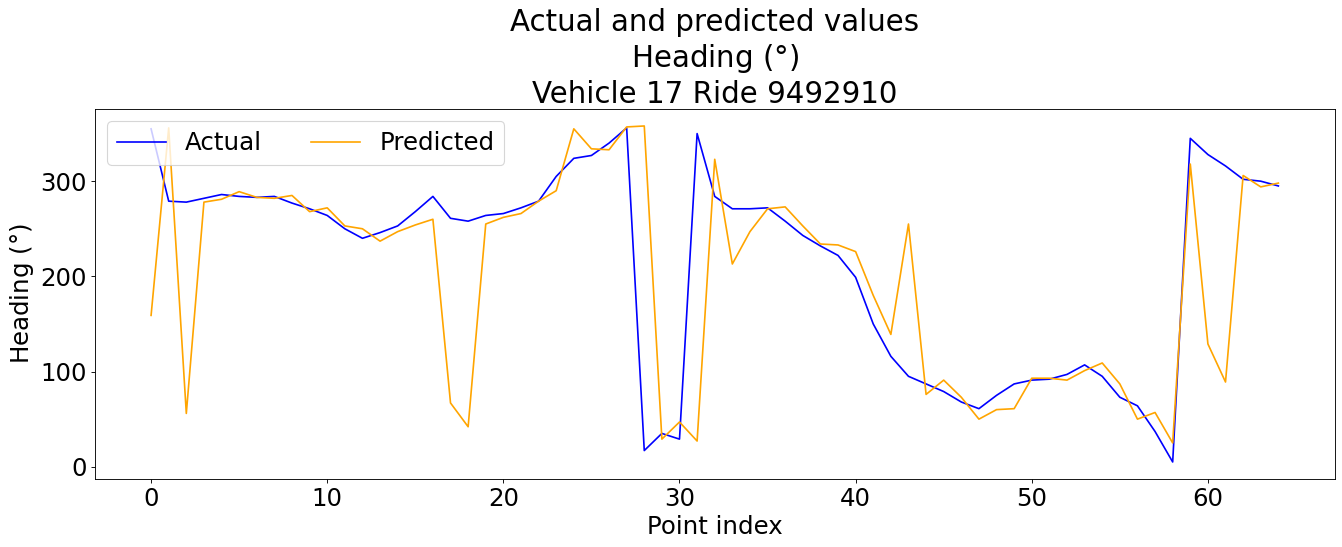 Actual and predicted values
Heading (°)
Vehicle 17 Ride 9492910
Actual Predicted
Heading (°)
300
200
100
0
0 10 20 30 40 50 60
Point index